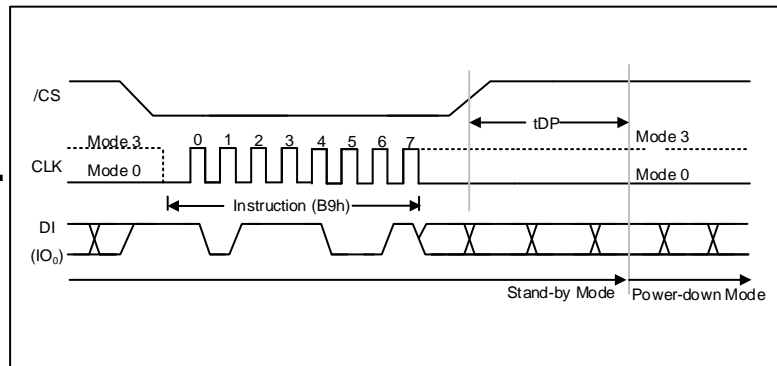 /CS
tDP
Mode 3 0 1 2 3 4 5 6 7 Mode 3
CLK Mode 0 Mode 0
Instruction (B9h)
DI
(IO₀)
Stand-by Mode Power-down Mode